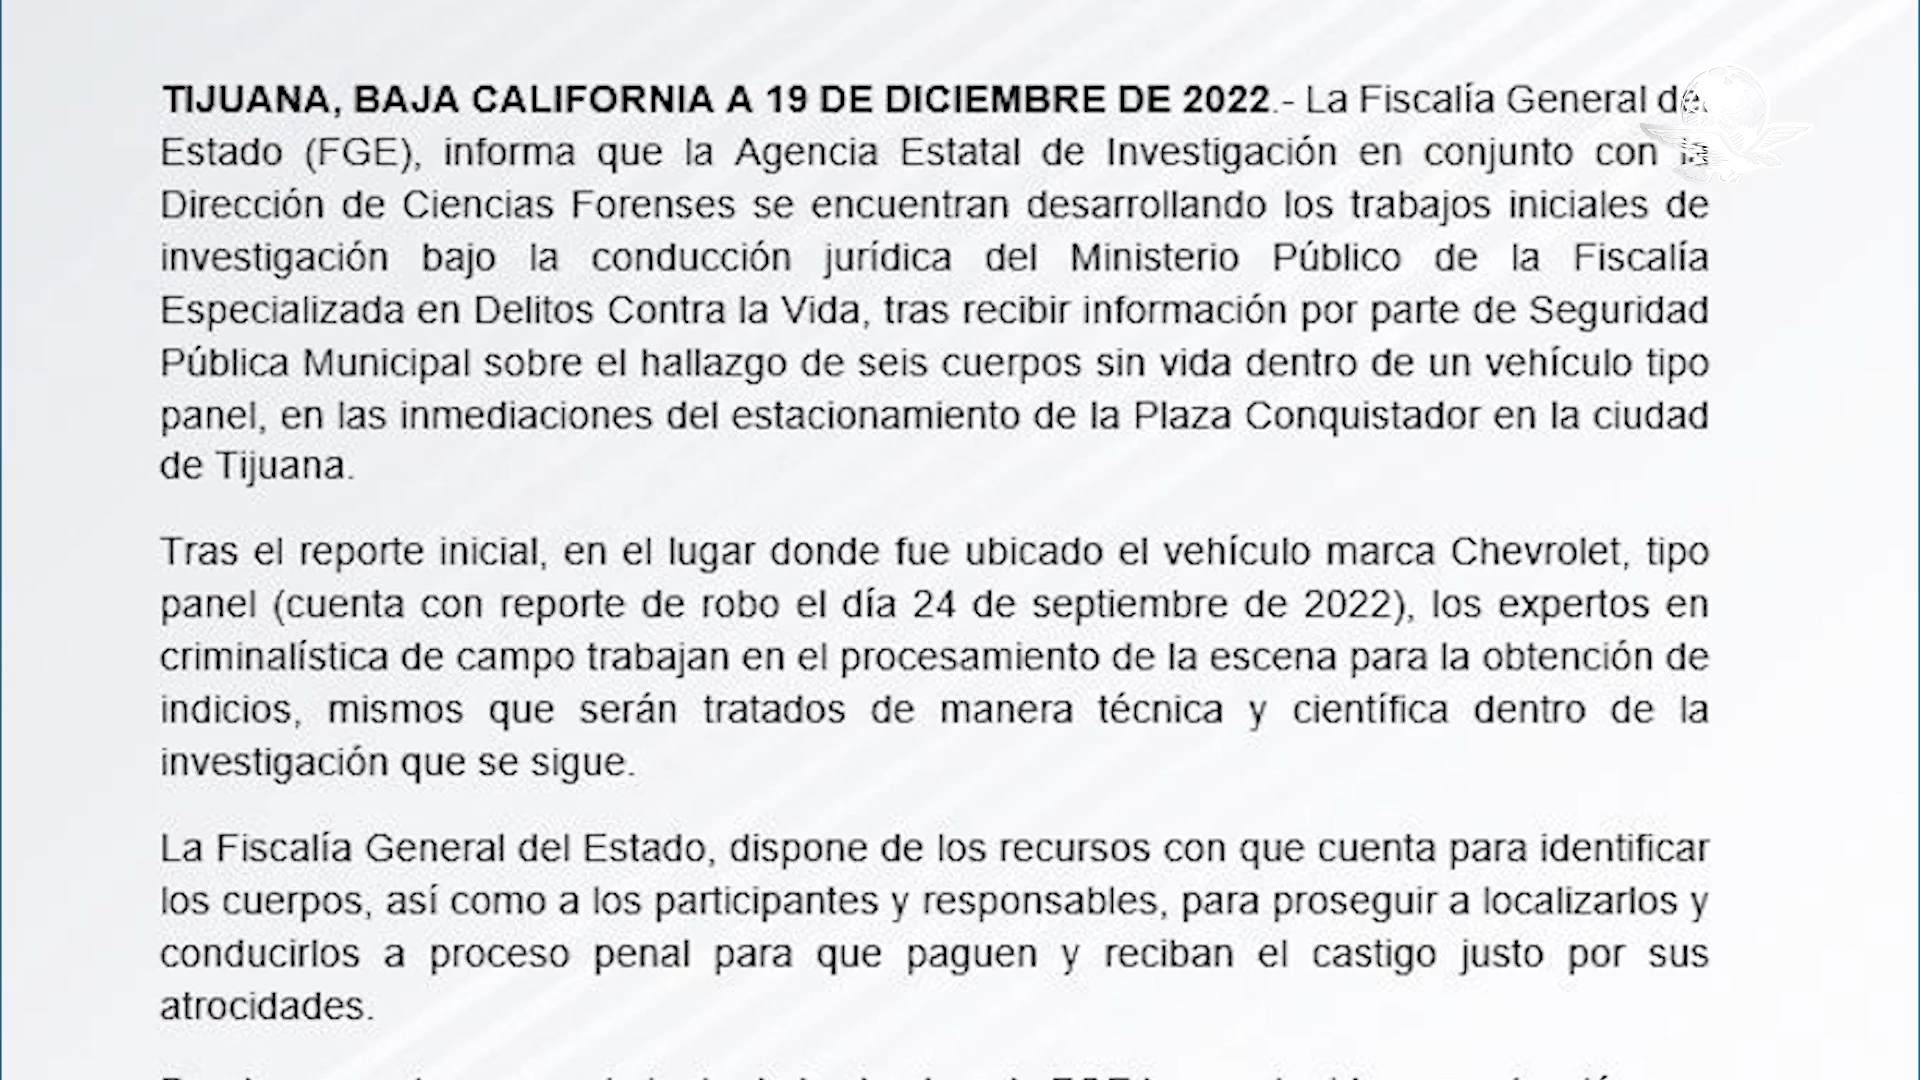 TIJUANA, BAJA CALIFORNIA A 19 DE DICIEMBRE DE 2022.- La Fiscalía General del
Estado (FGE), informa que la Agencia Estatal de Investigación en conjunto con la
Dirección de Ciencias Forenses se encuentran desarrollando los trabajos iniciales de
investigación bajo la conducción jurídica del Ministerio Público de la Fiscalía
Especializada en Delitos Contra la Vida, tras recibir información por parte de Seguridad
Pública Municipal sobre el hallazgo de seis cuerpos sin vida dentro de un vehículo tipo
panel, en las inmediaciones del estacionamiento de la Plaza Conquistador en la ciudad
de Tijuana.
Tras el reporte inicial, en el lugar donde fue ubicado el vehículo marca Chevrolet, tipo
panel (cuenta con reporte de robo el día 24 de septiembre de 2022), los expertos en
criminalística de campo trabajan en el procesamiento de la escena para la obtención de
indicios, mismos que serán tratados de manera técnica y científica dentro de la
investigación que se sigue.
La Fiscalía General del Estado, dispone de los recursos con que cuenta para identificar
los cuerpos, así como a los participantes y responsables, para proseguir a localizarlos y
conducirlos a proceso penal para que paguen y reciban el castigo justo por sus
atrocidades.